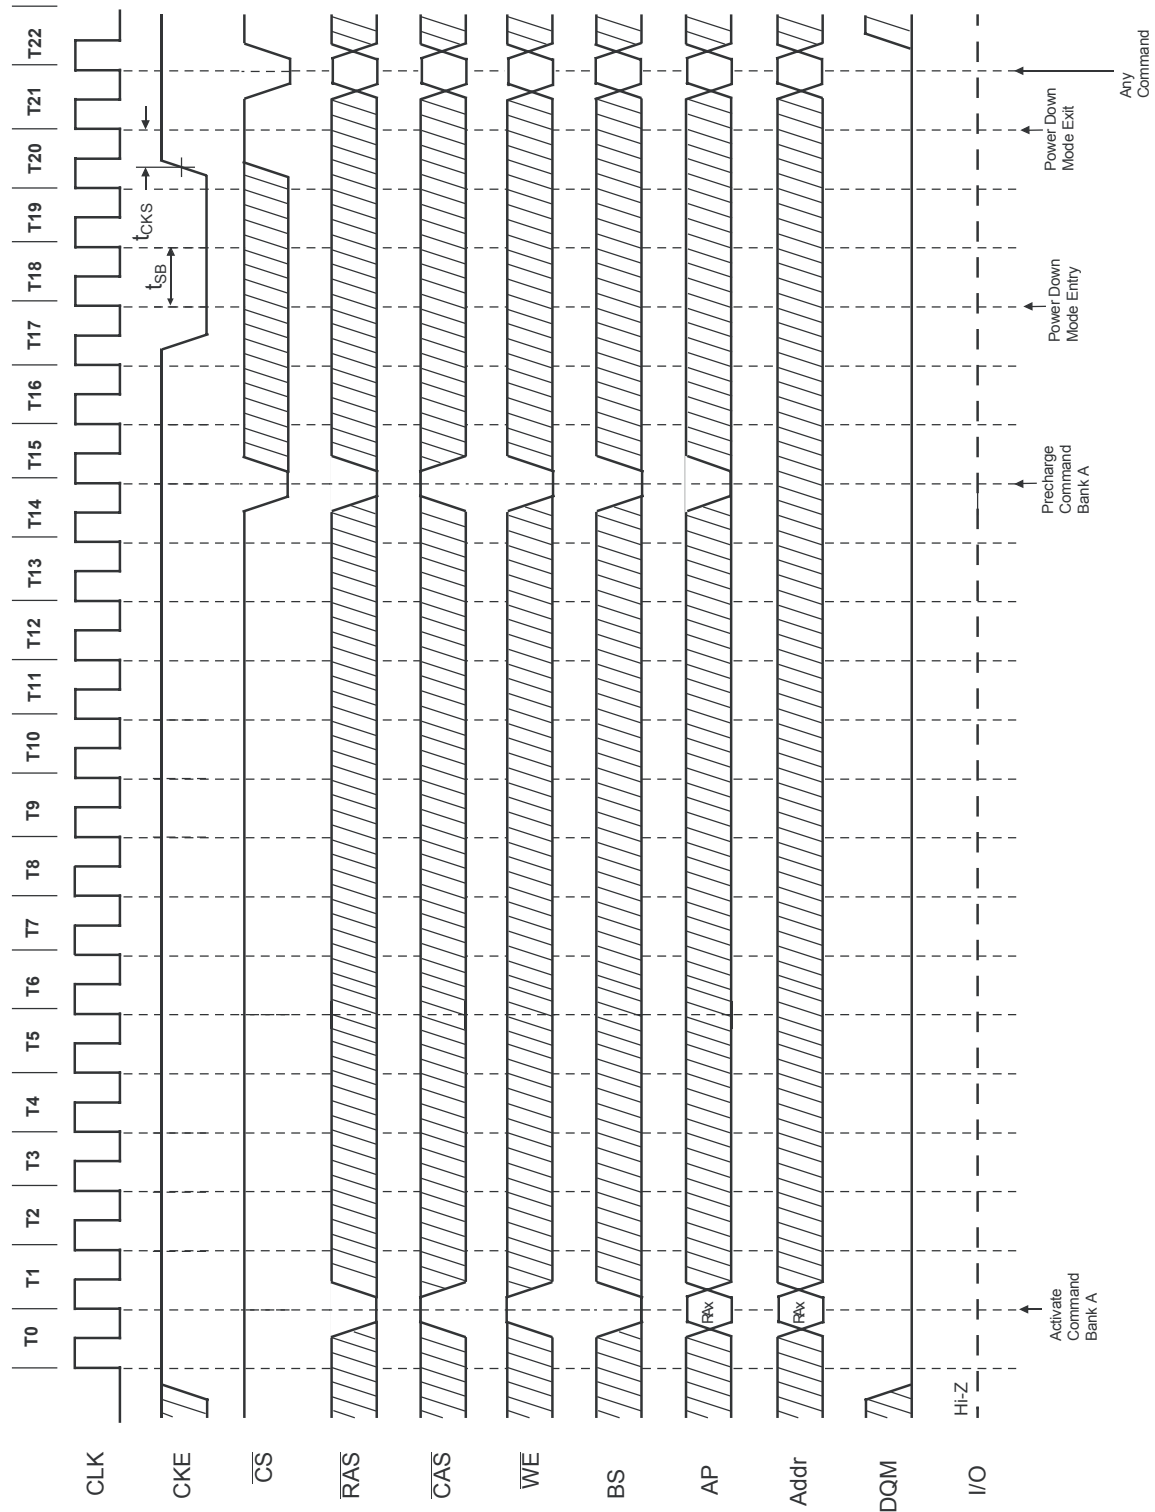 T0 T1 T2 T3 T4 T5 T6 T7 T8 T9 T10 T11 T12 T13 T14 T15 T16 T17 T18 T19 T20 T21 T22
CLK
CKE
tSB
tCKS
CS
RAS
CAS
WE
BS
AP
RAx
Addr
RAx
DQM
I/O
Hi-Z
Activate
Command
Bank A
Precharge
Command
Bank A
Power Down
Mode Entry
Power Down
Mode Exit
Any
Command